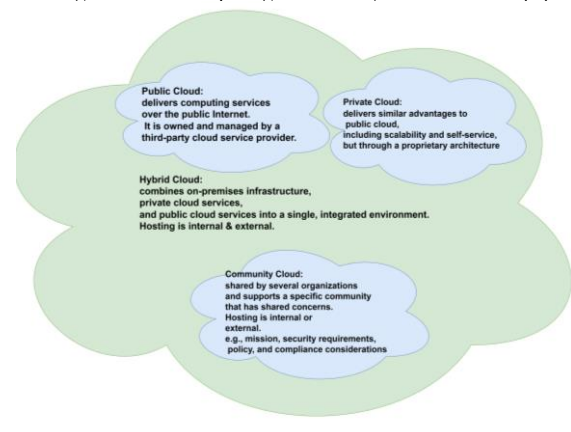 Public Cloud:
delivers computing services
over the public Internet.
It is owned and managed by a
third-party cloud service provider.
Private Cloud:
delivers similar advantages to
public cloud,
including scalability and self-service,
but through a proprietary architecture
Hybrid Cloud:
combines on-premises infrastructure,
private cloud services,
and public cloud services into a single, integrated environment.
Hosting is internal & external.
Community Cloud:
shared by several organizations
and supports a specific community
that has shared concerns.
Hosting is internal or
external.
e.g., mission, security requirements,
policy, and compliance considerations